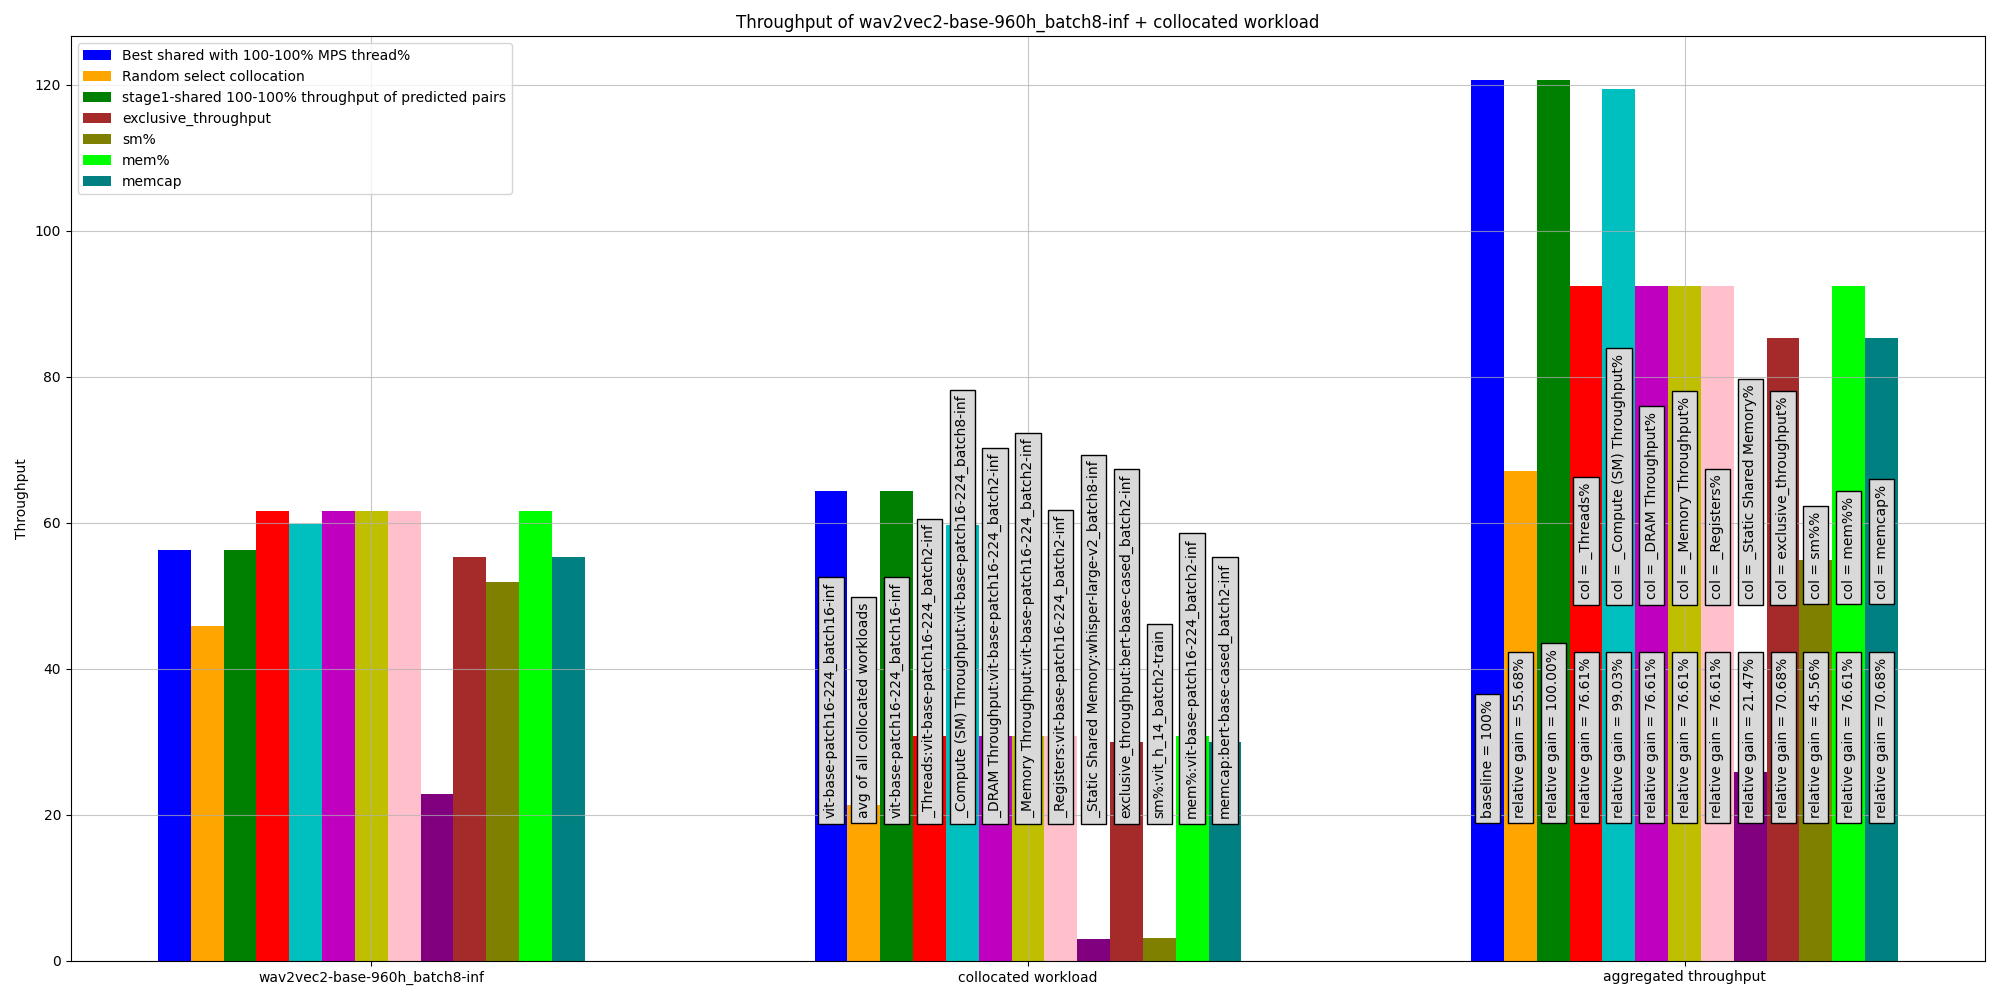 Throughput of wav2vec2-base-960h_batch8-inf + collocated workload
Best shared with 100-100% MPS thread%
Random select collocation
stage1-shared 100-100% throughput of predicted pairs
exclusive_throughput
sm%
mem%
memcap
Throughput
120
100
80
60
40
20
0
vit-base-patch16-224_batch16-inf
avg of all collocated workloads
vit-base-patch16-224_batch16-inf
_Threads:vit-base-patch16-224_batch2-inf
_Compute (SM) Throughput:vit-base-patch16-224_batch8-inf
_DRAM Throughput:vit-base-patch16-224_batch2-inf
_Memory Throughput:vit-base-patch16-224_batch2-inf
_Registers:vit-base-patch16-224_batch2-inf
_Static Shared Memory:whisper-large-v2_batch8-inf
exclusive_throughput:bert-base-cased_batch2-inf
sm%:vit_h_14_batch2-train
mem%:vit-base-patch16-224_batch2-inf
memcap:bert-base-cased_batch2-inf
col = _Threads%
col = _Compute (SM) Throughput%
col = _DRAM Throughput%
col = _Memory Throughput%
col = _Registers%
col = _Static Shared Memory%
col = exclusive_throughput%
col = sm%%
col = mem%%
col = memcap%
baseline = 100%
relative gain = 55.68%
relative gain = 100.00%
relative gain = 76.61%
relative gain = 99.03%
relative gain = 76.61%
relative gain = 76.61%
relative gain = 76.61%
relative gain = 21.47%
relative gain = 70.68%
relative gain = 45.56%
relative gain = 76.61%
relative gain = 70.68%
wav2vec2-base-960h_batch8-inf
collocated workload
aggregated throughput